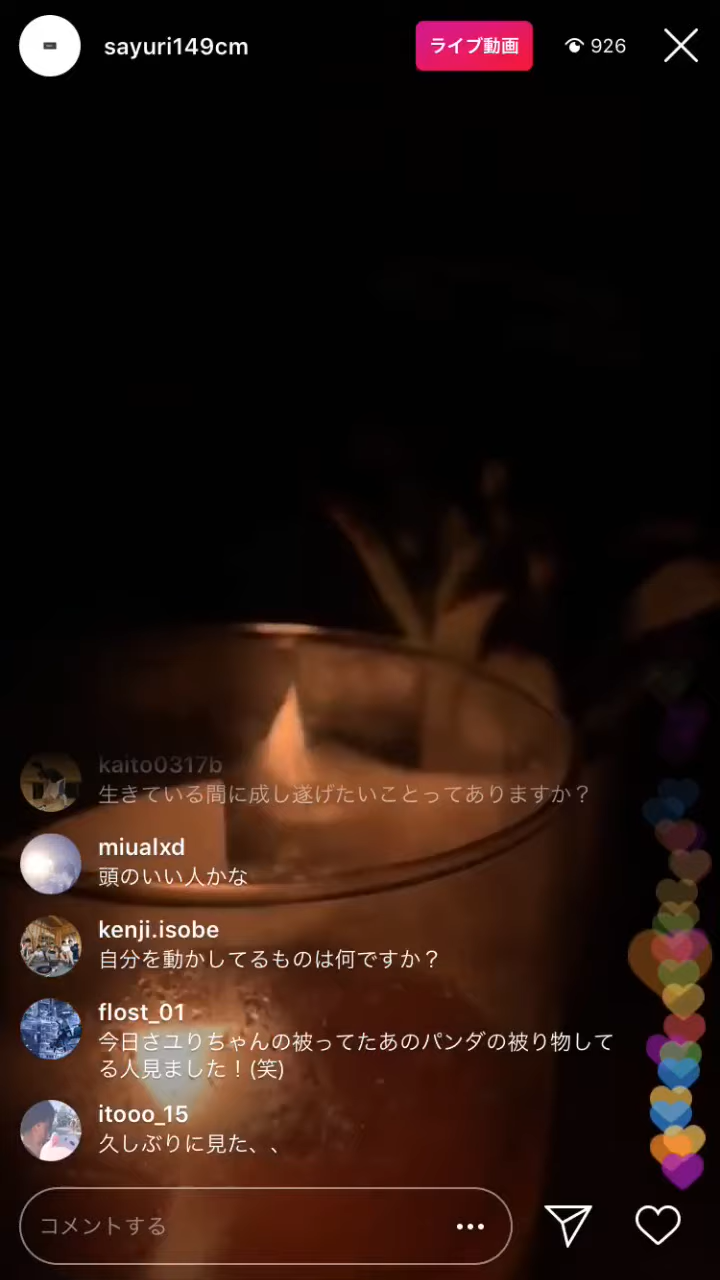 sayuri149cm
ライブ動画
926
kaito0317b
生きている間に成し遂げたいことってありますか？
miualxd
頭のいい人かな
kenji.isobe
自分を動かしてるものは何ですか？
flost_01
今日さユりちゃんの被ってたあのパンダの被り物して
る人見ました！(笑)
itooo_15
久しぶりに見た、、
コメントする